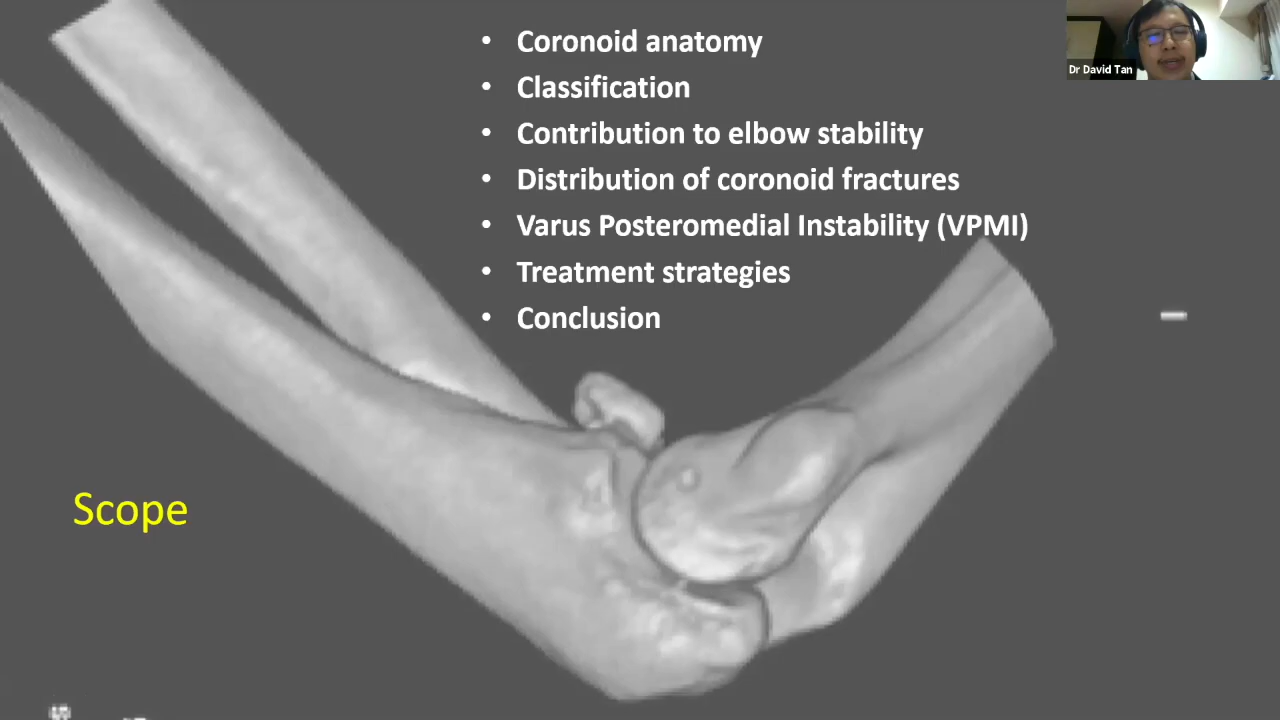 • Coronoid anatomy
• Classification
• Contribution to elbow stability
• Distribution of coronoid fractures
• Varus Posteromedial Instability (VPMI)
• Treatment strategies
• Conclusion
Dr David Tan
Scope